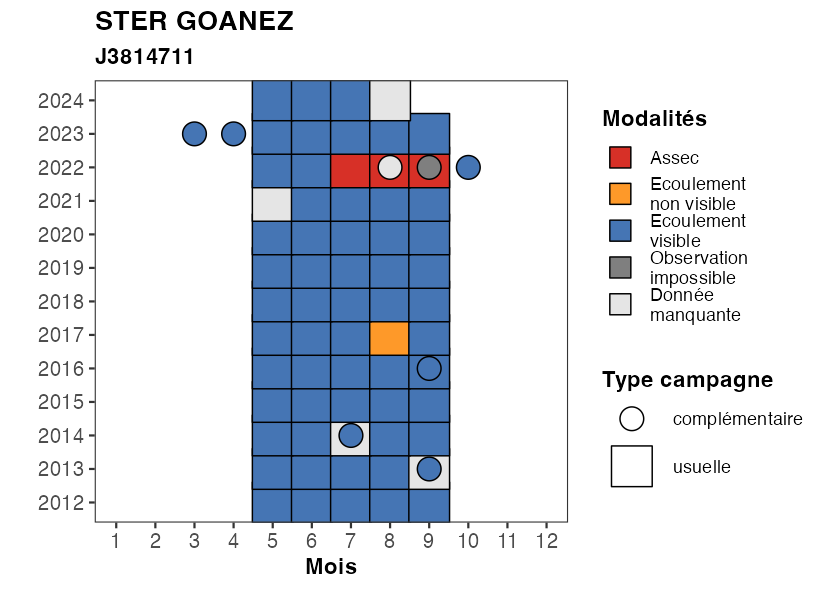 STER GOANEZ
J3814711
2024
2023
2022
2021
2020
2019
2018
2017
2016
2015
2014
2013
2012
1 2 3 4 5 6 7 8 9 10 11 12
Mois
Modalités
Assec
Ecoulement
non visible
Ecoulement
visible
Observation
impossible
Donnée
manquante
Type campagne
complémentaire
usuelle